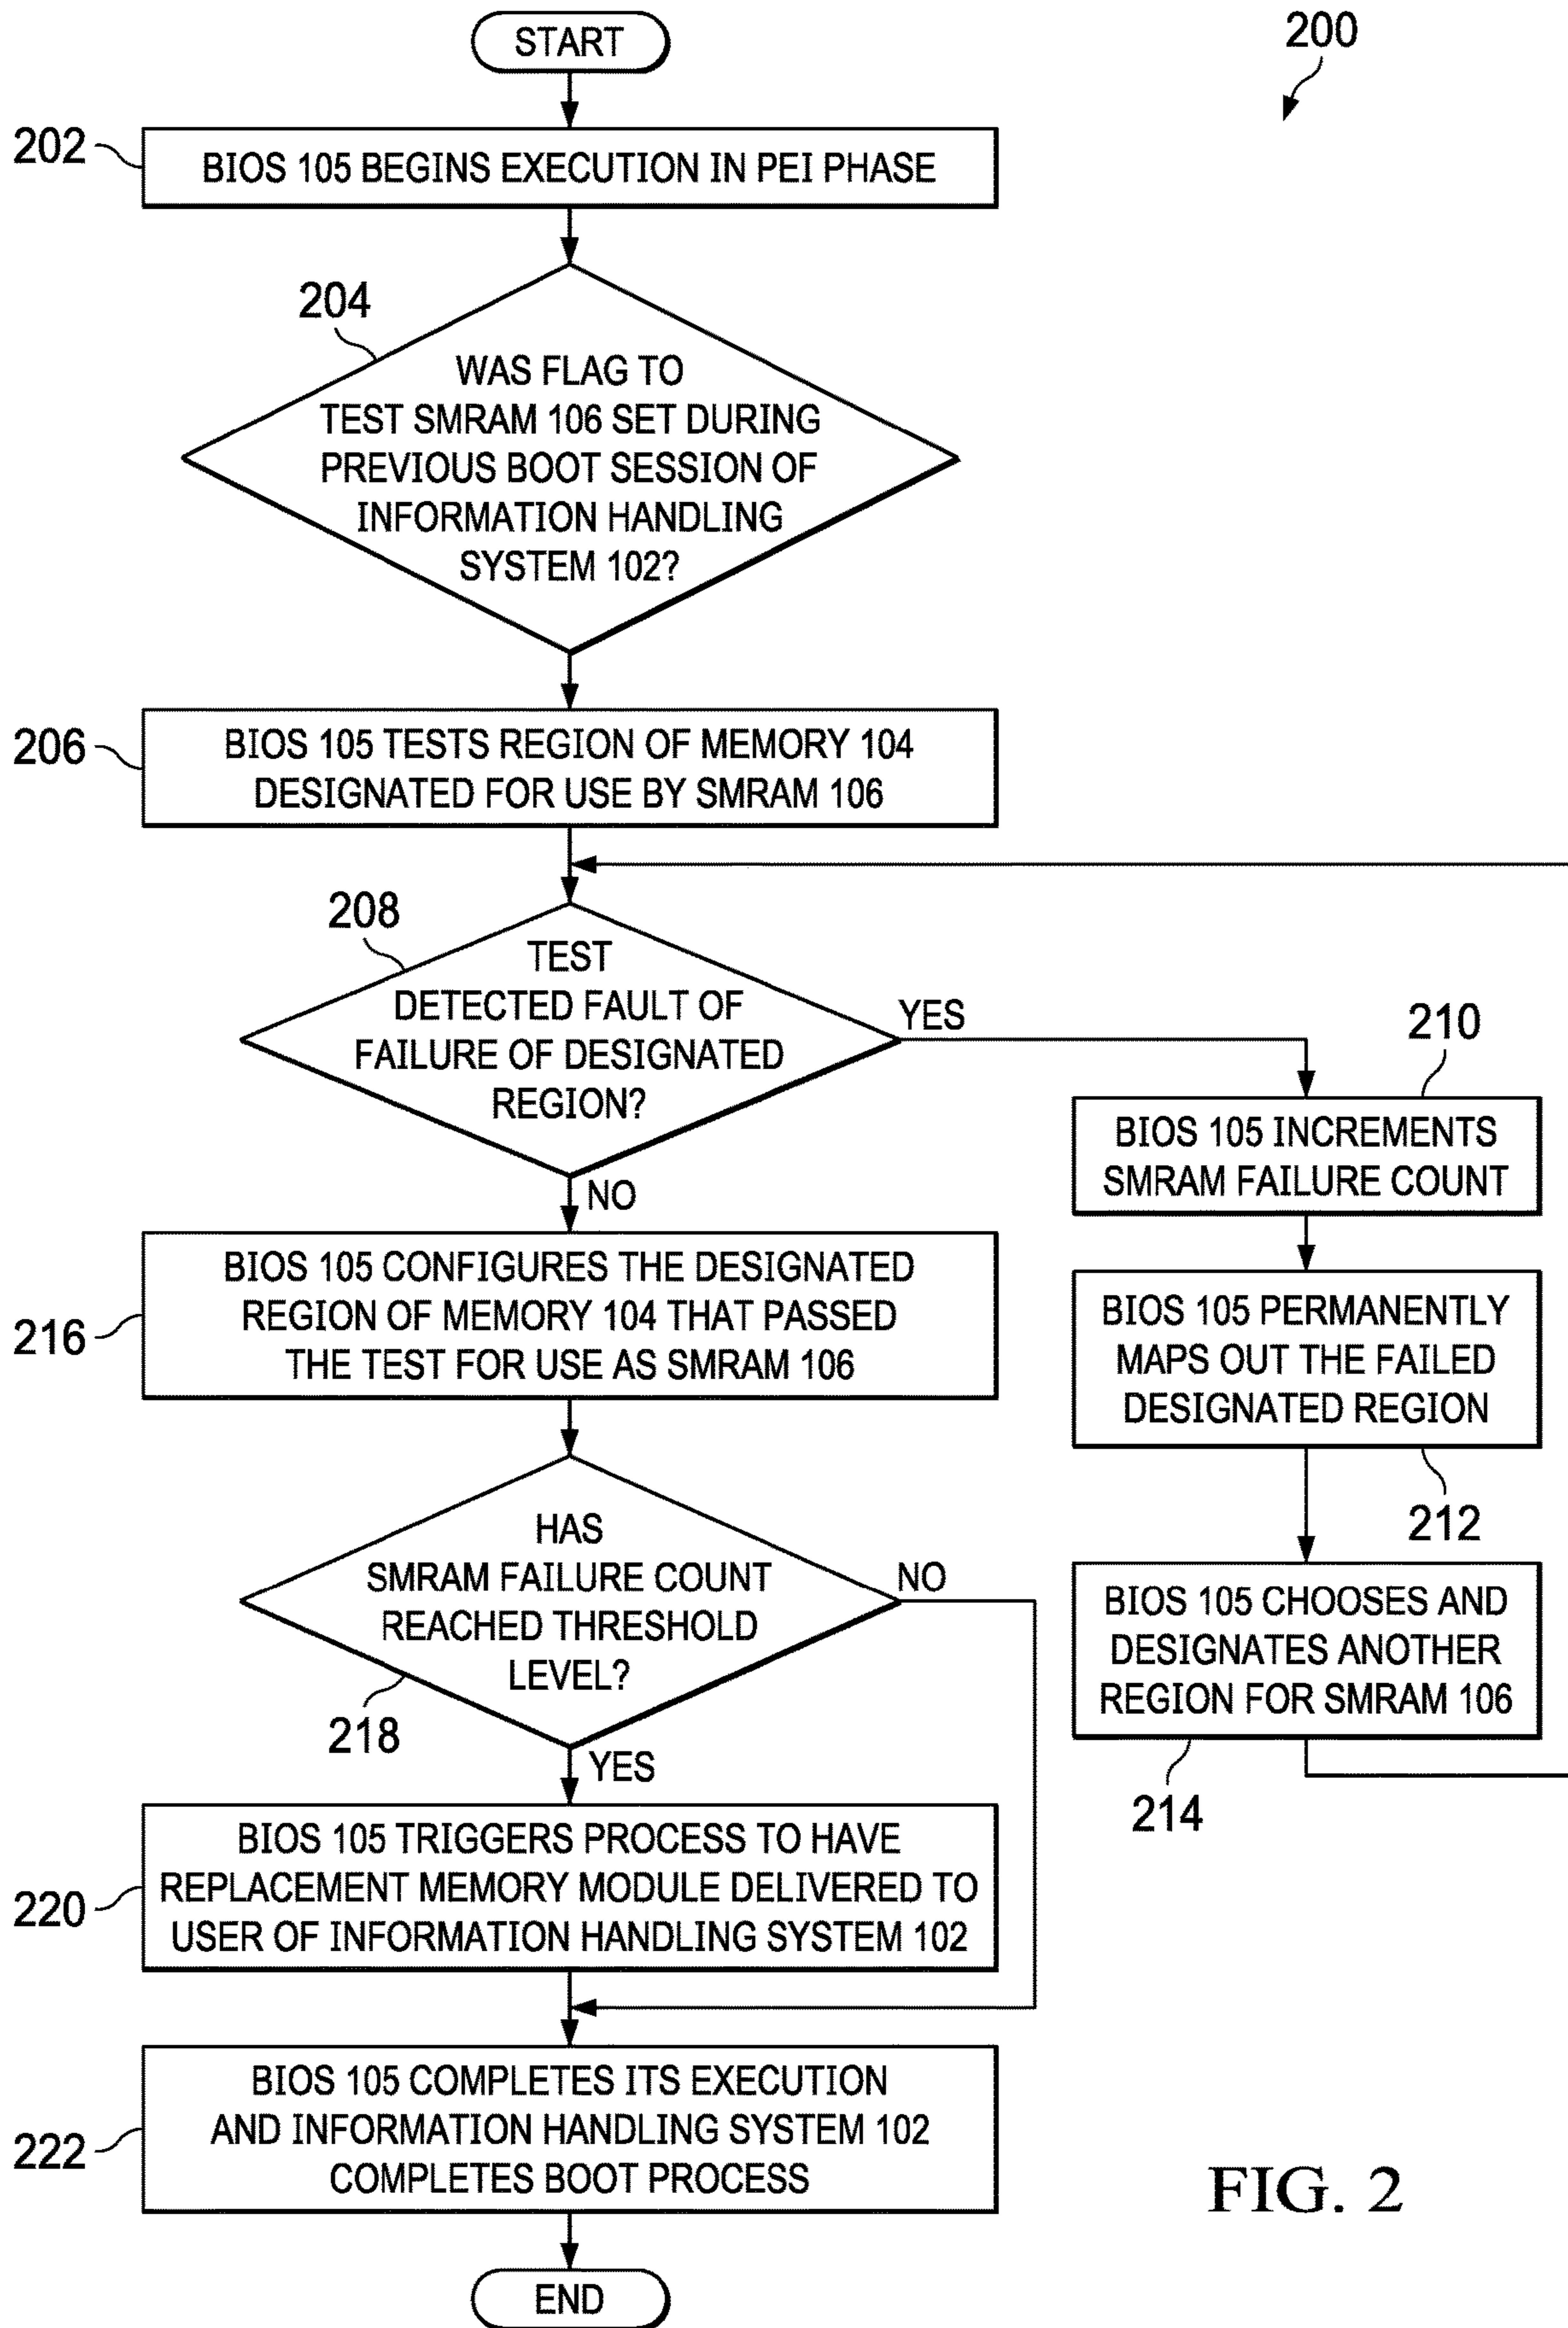 START
200
202
BIOS 105 BEGINS EXECUTION IN PEI PHASE
204
WAS FLAG TO
TEST SMRAM 106 SET DURING
PREVIOUS BOOT SESSION OF
INFORMATION HANDLING
SYSTEM 102?
206
BIOS 105 TESTS REGION OF MEMORY 104
DESIGNATED FOR USE BY SMRAM 106
208
TEST
DETECTED FAULT OF
FAILURE OF DESIGNATED
REGION?
YES
NO
210
BIOS 105 INCREMENTS
SMRAM FAILURE COUNT
BIOS 105 PERMANENTLY
MAPS OUT THE FAILED
DESIGNATED REGION
212
BIOS 105 CHOOSES AND
DESIGNATES ANOTHER
REGION FOR SMRAM 106
214
216
BIOS 105 CONFIGURES THE DESIGNATED
REGION OF MEMORY 104 THAT PASSED
THE TEST FOR USE AS SMRAM 106
HAS
SMRAM FAILURE COUNT
REACHED THRESHOLD
LEVEL?
218
NO
YES
220
BIOS 105 TRIGGERS PROCESS TO HAVE
REPLACEMENT MEMORY MODULE DELIVERED TO
USER OF INFORMATION HANDLING SYSTEM 102
222
BIOS 105 COMPLETES ITS EXECUTION
AND INFORMATION HANDLING SYSTEM 102
COMPLETES BOOT PROCESS
END
FIG. 2